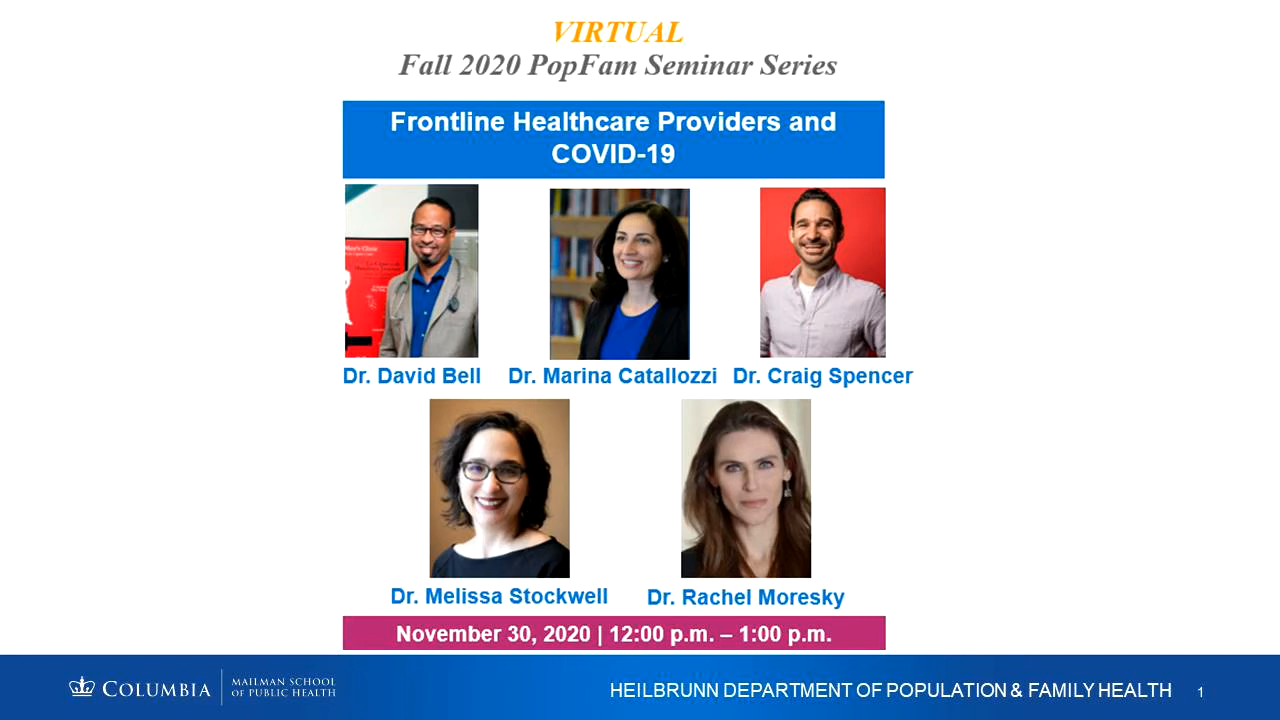 VIRTUAL
Fall 2020 PopFam Seminar Series
Frontline Healthcare Providers and
COVID-19
Dr. David Bell
Dr. Marina Catallozzi
Dr. Craig Spencer
Dr. Melissa Stockwell
Dr. Rachel Moresky
November 30, 2020 | 12:00 p.m. – 1:00 p.m.
COLUMBIA
MAILMAN SCHOOL
OF PUBLIC HEALTH
HEILBRUNN DEPARTMENT OF POPULATION & FAMILY HEALTH
1